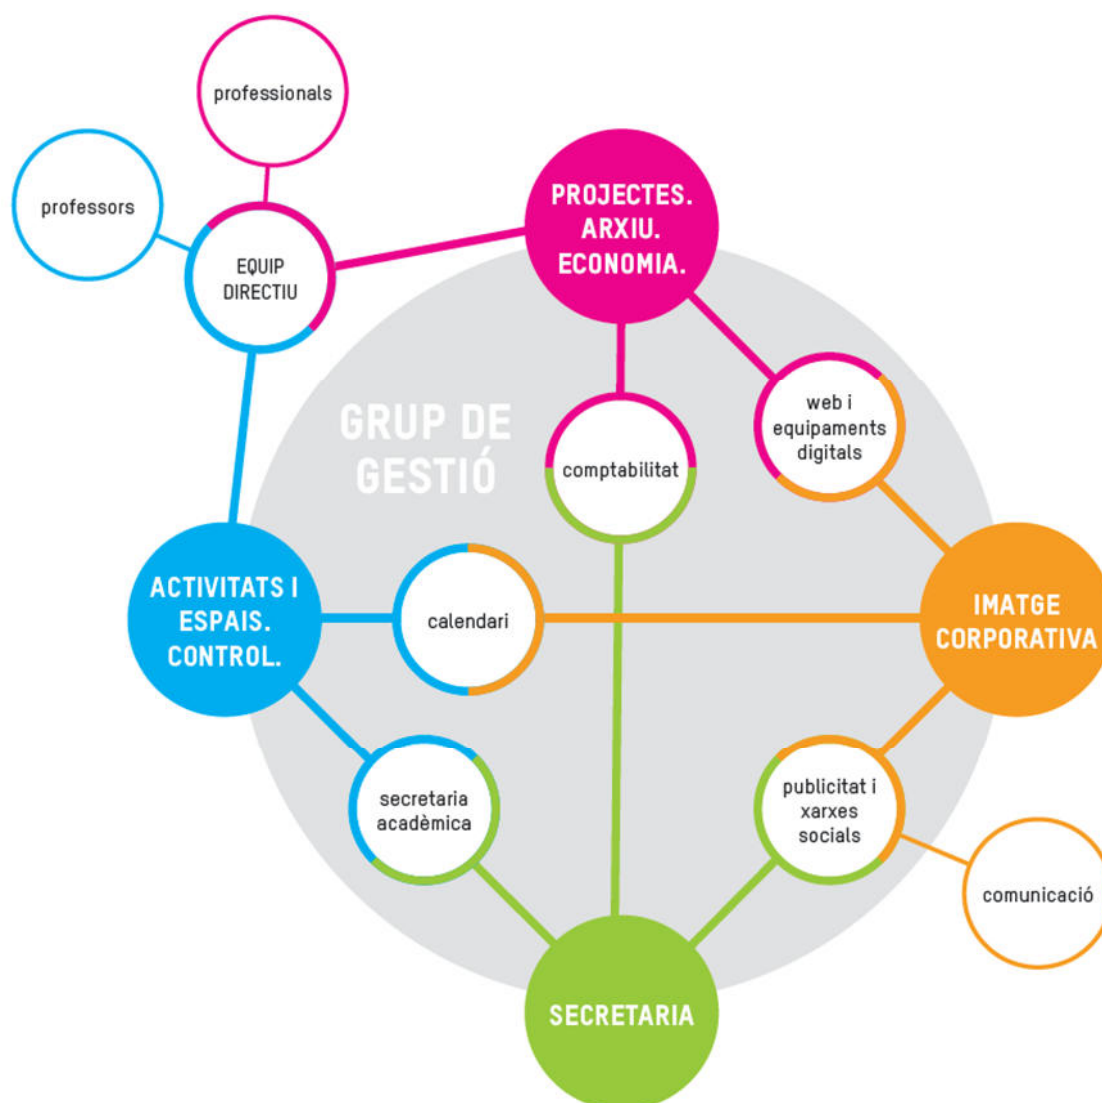 professionals
professors
PROJECTES.
ARXIU.
ECONOMIA.
EQUIP
DIRECTIU
GRUP DE
GESTIÓ
web i
equipaments
digitals
comptabilitat
ACTIVITATS I
ESPAIS.
CONTROL.
calendari
IMATGE
CORPORATIVA
secretaria
acadèmica
publicitat i
xarxes
socials
comunicació
SECRETARIA